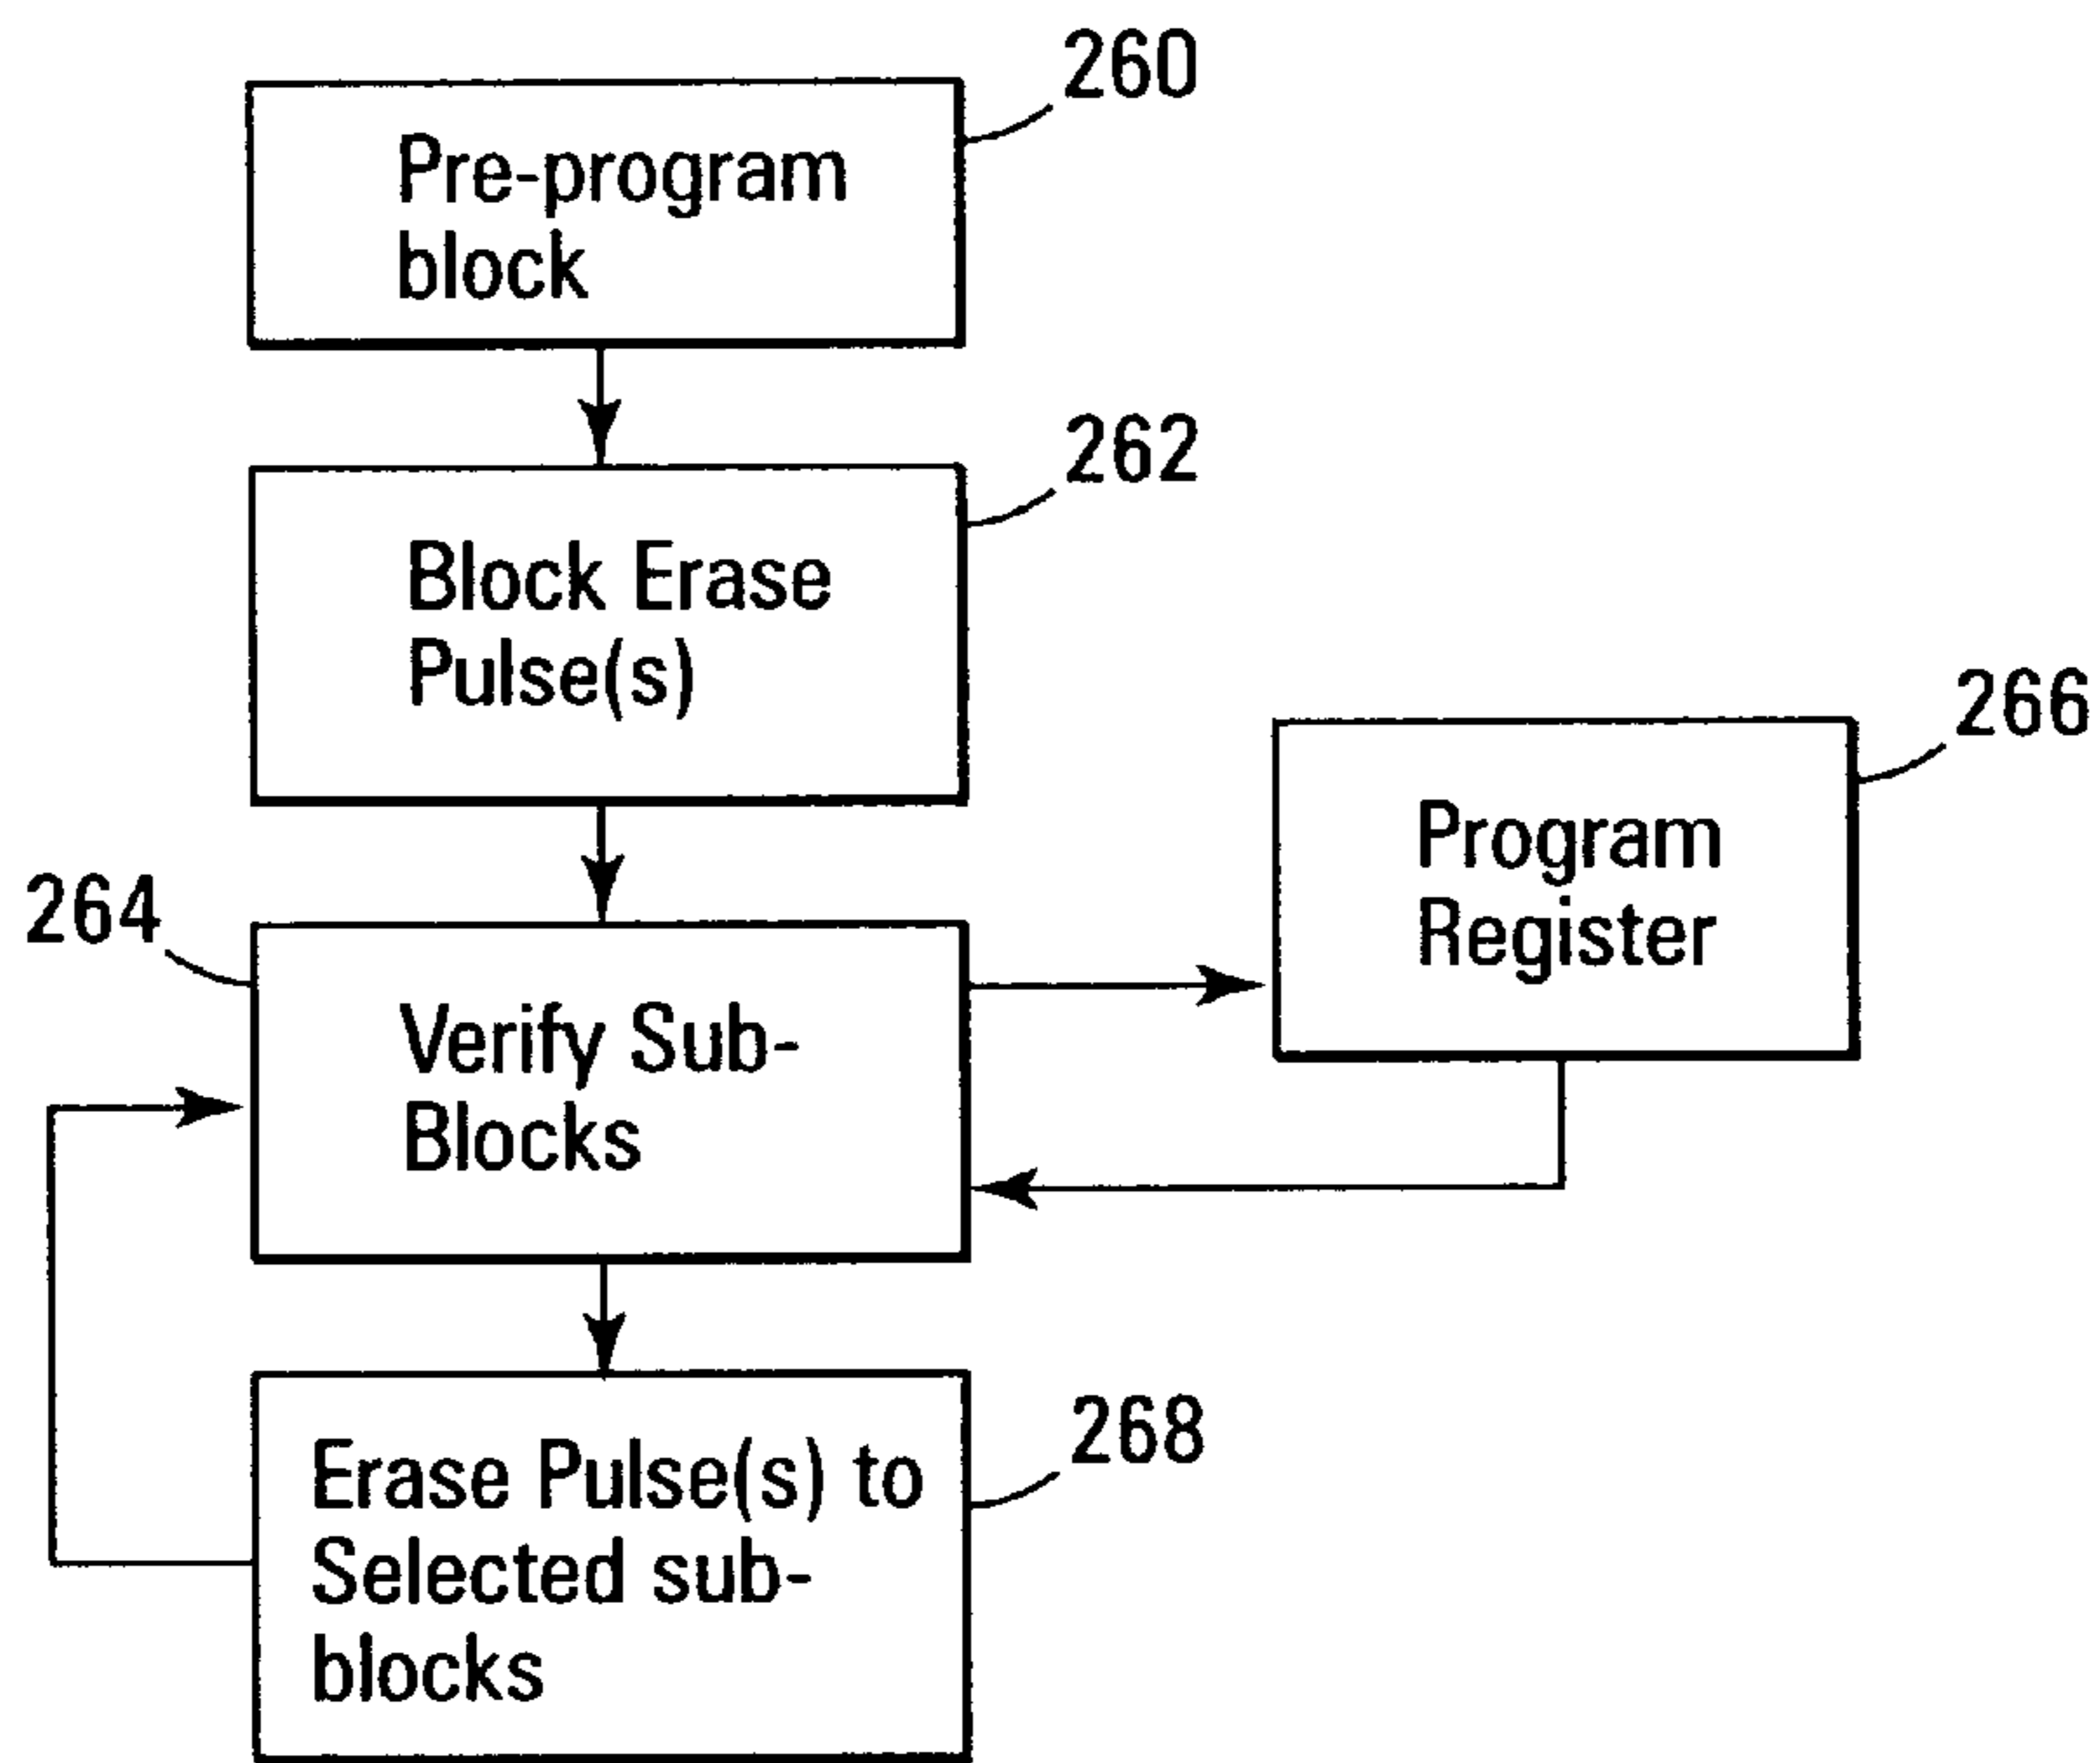 260
Pre-program
block
262
Block Erase
Pulse(s)
266
Program
Register
264
Verify Sub-
Blocks
268
Erase Pulse(s) to
Selected sub-
blocks